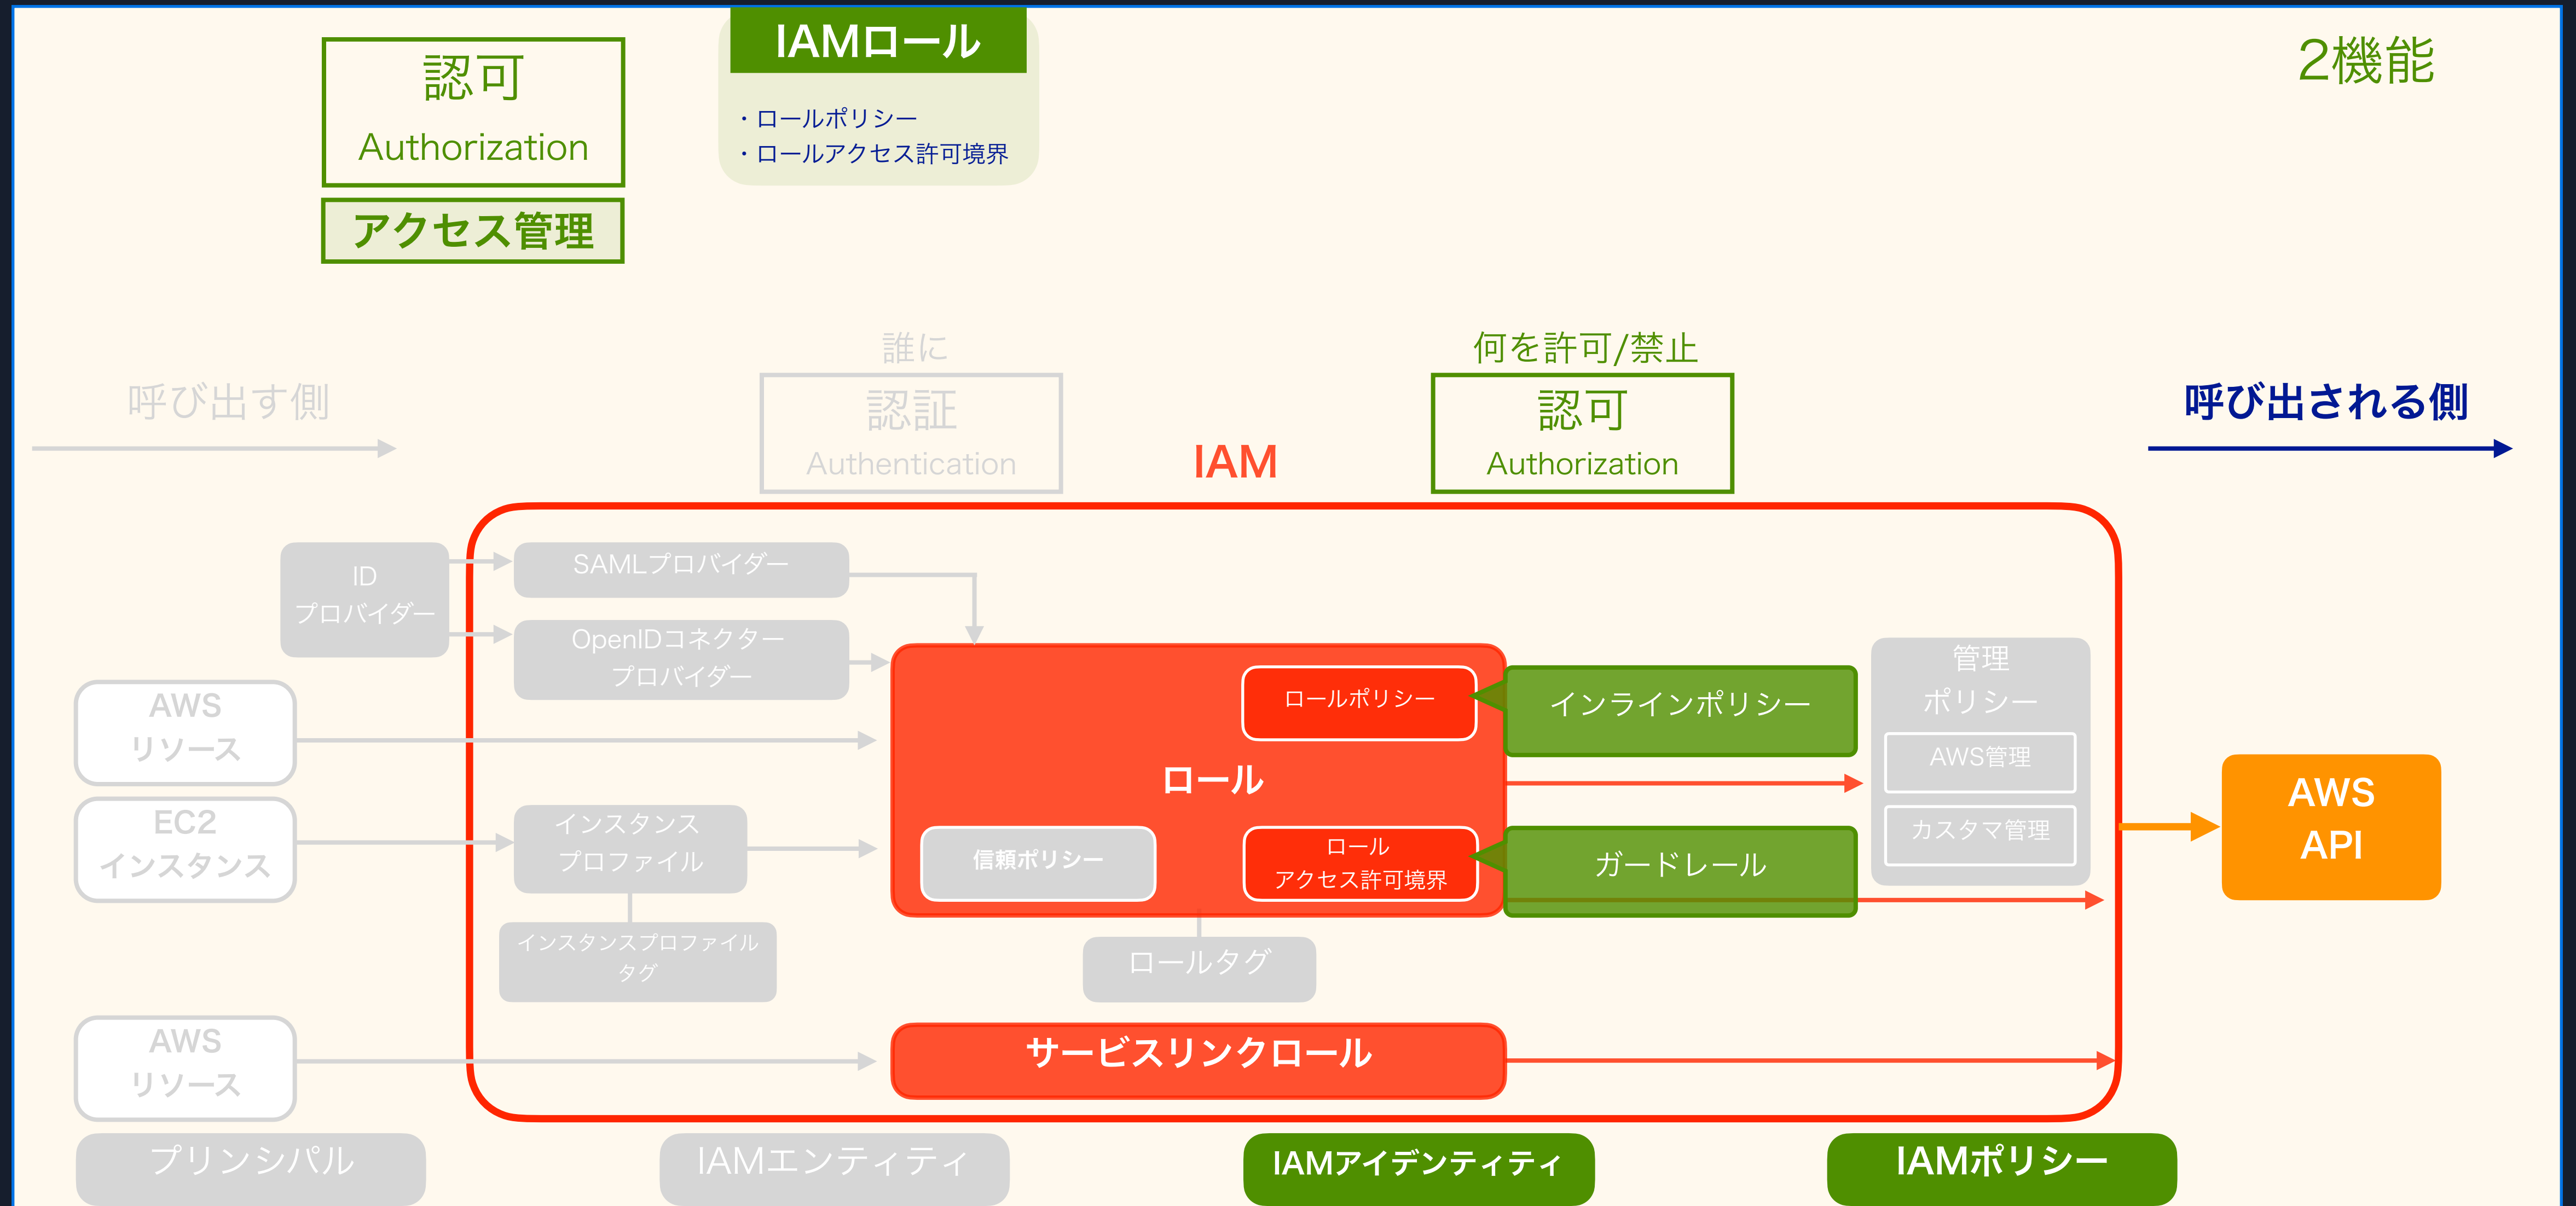 認可
Authorization
アクセス管理
IAMロール
・ロールポリシー
・ロールアクセス許可境界
2機能
呼び出す側
誰に
認証
Authentication
IAM
何を許可/禁止
認可
Authorization
呼び出される側
ID
プロバイダー
SAMLプロバイダー
OpenIDコネクター
プロバイダー
AWS
リソース
EC2
インスタンス
インスタンス
プロファイル
インスタンスプロファイル
タグ
ロールポリシー
インラインポリシー
ロール
信頼ポリシー
ロール
アクセス許可境界
ガードレール
ロールタグ
管理
ポリシー
AWS管理
カスタマ管理
AWS
API
AWS
リソース
サービスリンクロール
プリンシパル
IAMエンティティ
IAMアイデンティティ
IAMポリシー